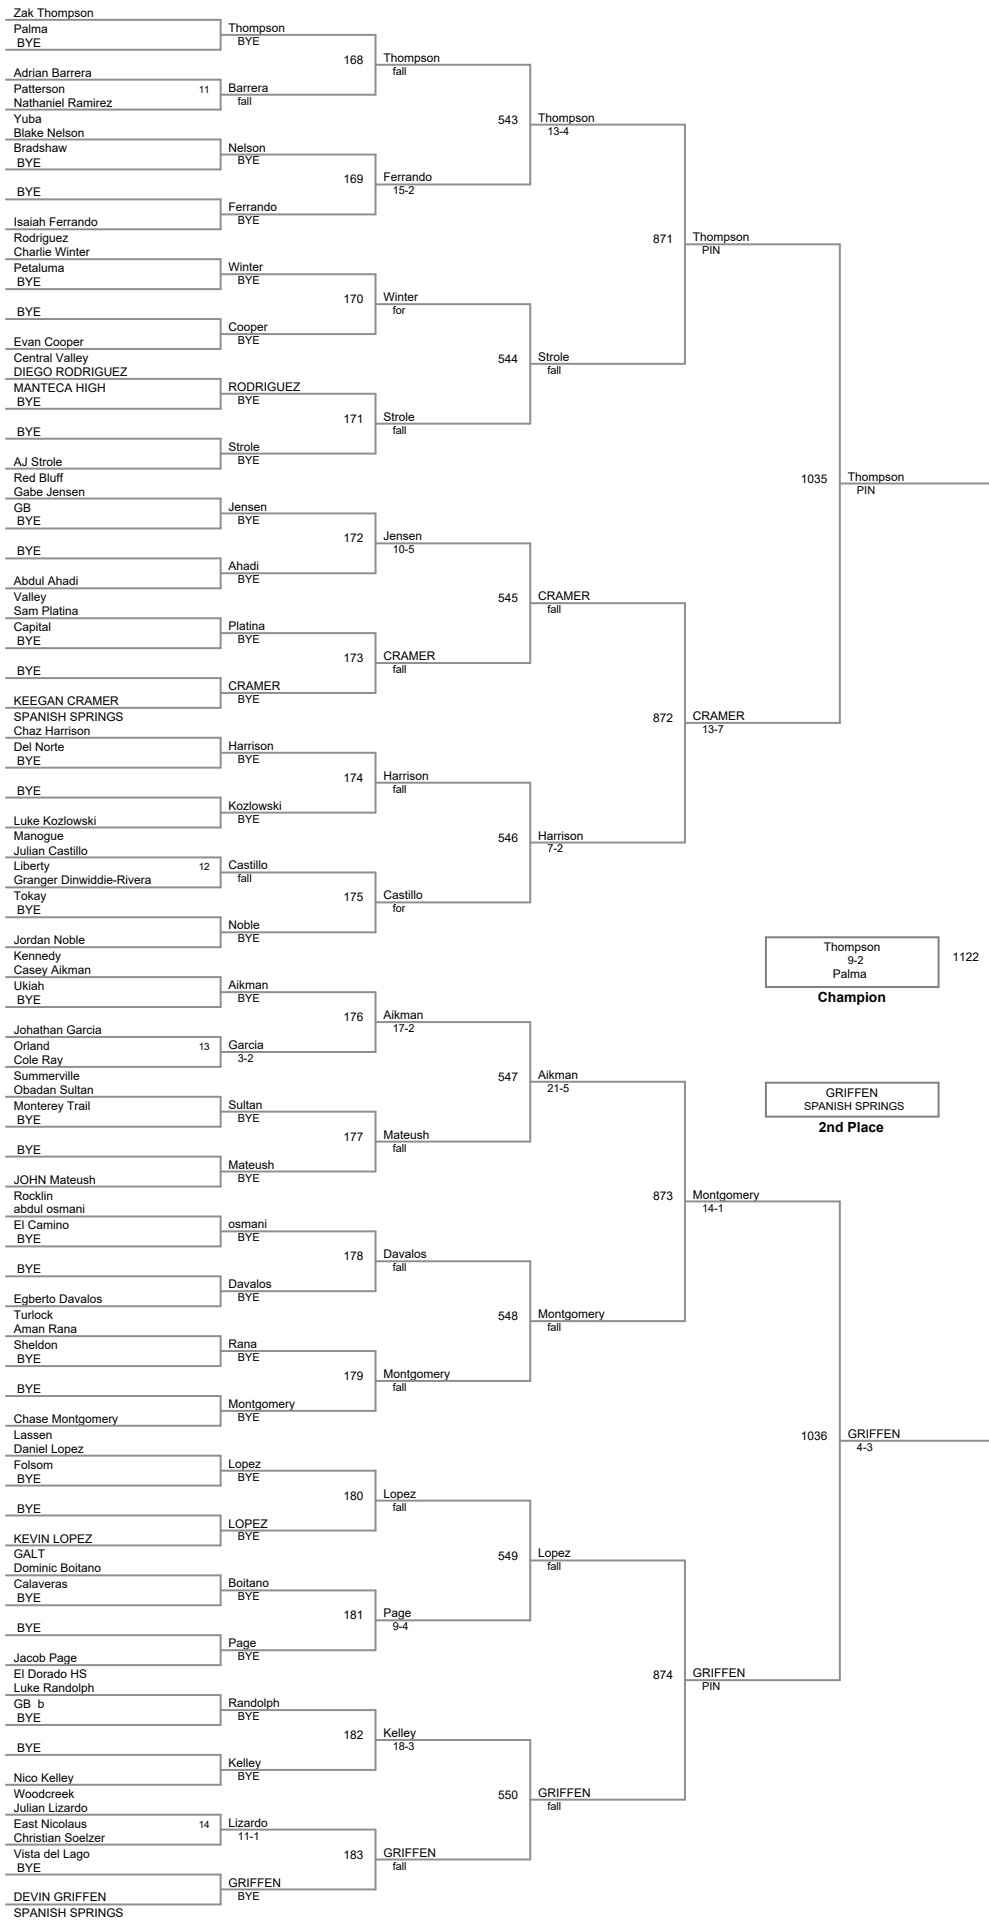 Zak Thompson
Palma
BYE
Thompson
BYE
168
Thompson
fall
Adrian Barrera
Patterson
11
Nathaniel Ramirez
Barrera
fall
Yuba
543
Thompson
13-4
Blake Nelson
Bradshaw
BYE
Nelson
BYE
169
Ferrando
15-2
BYE
Isaiah Ferrando
Ferrando
BYE
Rodriguez
871
Thompson
PIN
Charlie Winter
Petaluma
BYE
Winter
BYE
170
Winter
for
BYE
Evan Cooper
Cooper
BYE
Central Valley
544
Strole
fall
DIEGO RODRIGUEZ
MANTECA HIGH
BYE
RODRIGUEZ
BYE
171
Strole
fall
BYE
AJ Strole
Strole
BYE
Red Bluff
1035
Thompson
PIN
Gabe Jensen
GB
BYE
Jensen
BYE
172
Jensen
10-5
BYE
Abdul Ahadi
Ahadi
BYE
Valley
545
CRAMER
fall
Sam Platina
Capital
BYE
Platina
BYE
173
CRAMER
fall
BYE
KEEGAN CRAMER
CRAMER
BYE
SPANISH SPRINGS
872
CRAMER
13-7
Chaz Harrison
Del Norte
BYE
Harrison
BYE
174
Harrison
fall
BYE
Luke Kozlowski
Kozlowski
BYE
Manogue
546
Harrison
7-2
Julian Castillo
Liberty
12
Granger Dinwiddie-Rivera
Castillo
fall
Tokay
175
Castillo
for
BYE
Jordan Noble
Noble
BYE
Kennedy
Thompson
9-2
Palma
1122
Champion
Casey Aikman
Ukiah
BYE
Aikman
BYE
176
Aikman
17-2
Johathan Garcia
Orland
13
Cole Ray
Garcia
3-2
Summerville
547
Aikman
21-5
Obadan Sultan
Monterey Trail
BYE
Sultan
BYE
GRIFFEN
SPANISH SPRINGS
2nd Place
177
Mateush
fall
BYE
JOHN Mateush
Mateush
BYE
Rocklin
873
Montgomery
14-1
abdul osmani
El Camino
BYE
osmani
BYE
178
Davalos
fall
BYE
Egberto Davalos
Davalos
BYE
Turlock
548
Montgomery
fall
Aman Rana
Sheldon
BYE
Rana
BYE
179
Montgomery
fall
BYE
Chase Montgomery
Montgomery
BYE
Lassen
1036
GRIFFEN
4-3
Daniel Lopez
Folsom
BYE
Lopez
BYE
180
Lopez
fall
BYE
KEVIN LOPEZ
LOPEZ
BYE
GALT
549
Lopez
fall
Dominic Boitano
Calaveras
BYE
Boitano
BYE
181
Page
9-4
BYE
Jacob Page
Page
BYE
El Dorado HS
874
GRIFFEN
PIN
Luke Randolph
GB b
BYE
Randolph
BYE
182
Kelley
18-3
BYE
Nico Kelley
Kelley
BYE
Woodcreek
550
GRIFFEN
fall
Julian Lizardo
East Nicolaus
14
Christian Soelzer
Lizardo
11-1
Vista del Lago
183
GRIFFEN
fall
BYE
DEVIN GRIFFEN
GRIFFEN
BYE
SPANISH SPRINGS